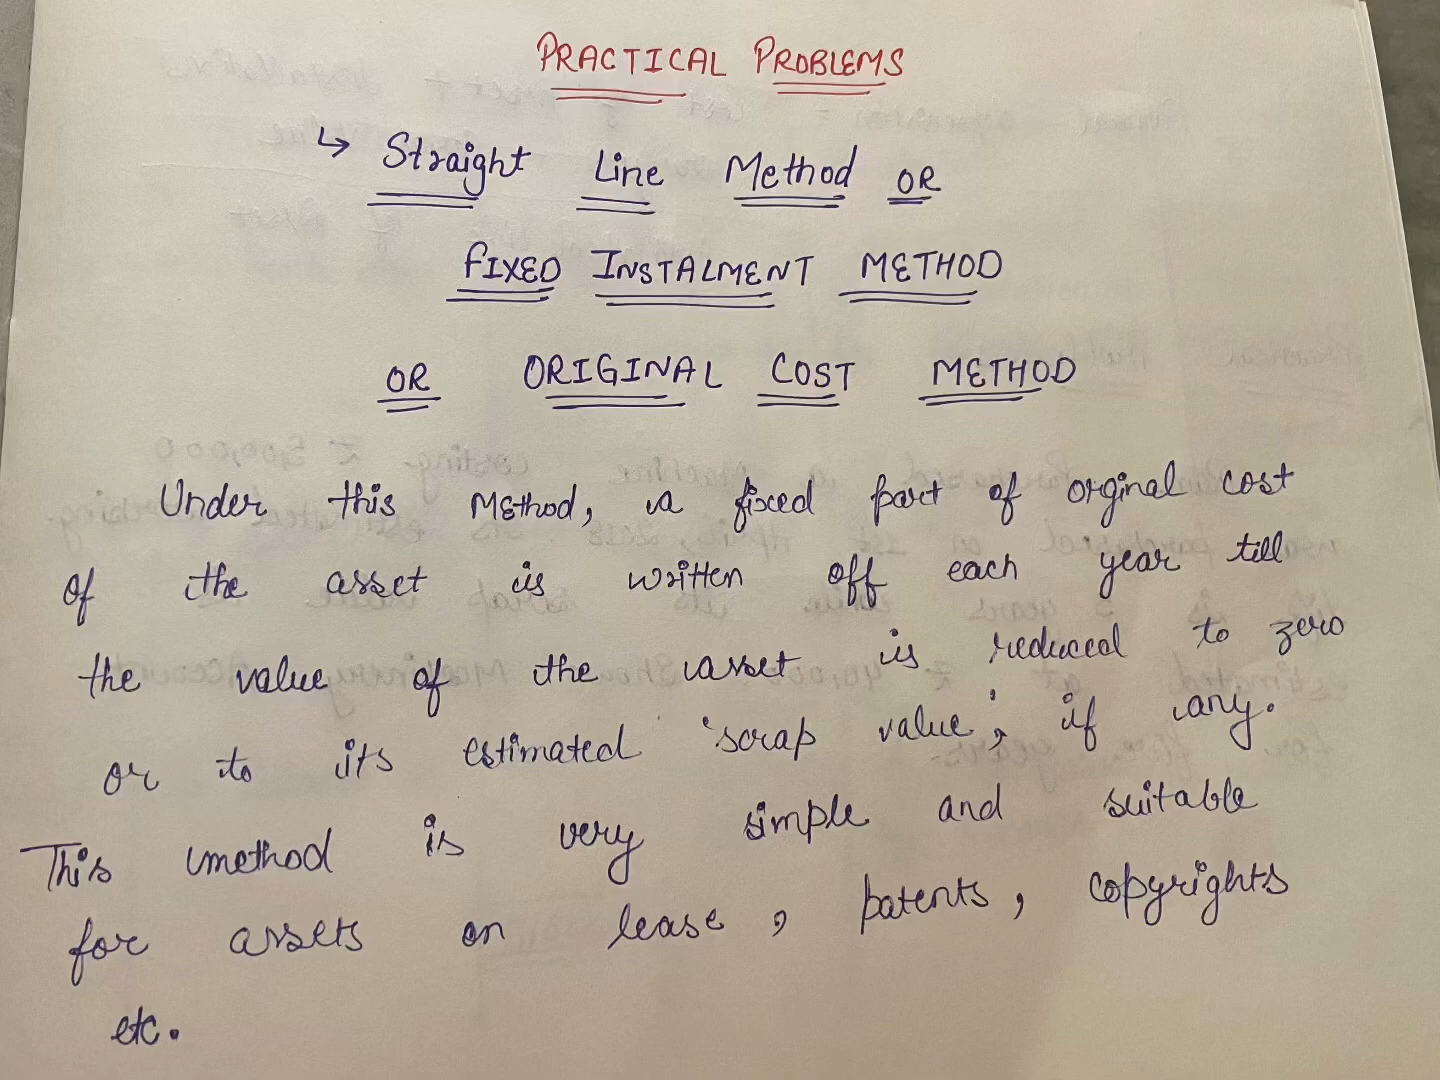 PRACTICAL PROBLEMS
↳ Straight Line Method OR
FIXED INSTALMENT METHOD
OR ORIGINAL COST METHOD
Under this Method, a fixed part of orginal cost
of the asset is written off each year till
the value of the asset is reduced to zero
or to its estimated 'scrap value', if any.
This method is very simple and suitable
for assets on lease, patents, copyrights
etc.